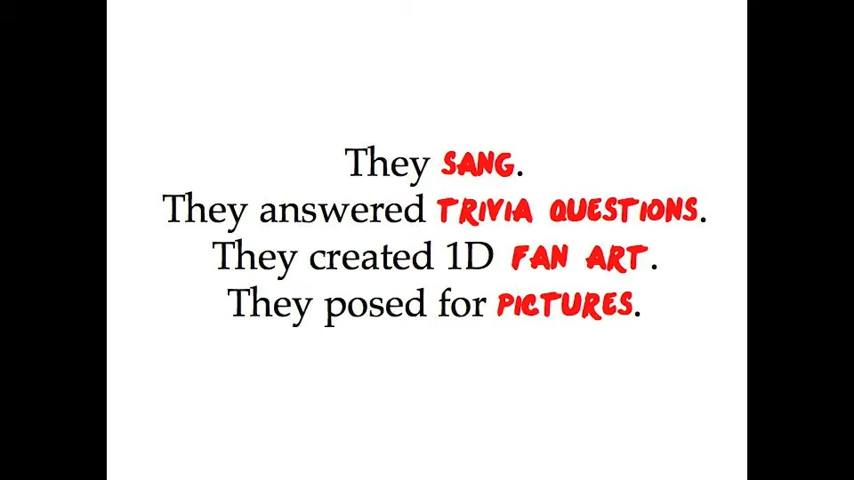 They SANG.
They answered TRIVIA QUESTIONS.
They created 1D FAN ART.
They posed for PICTURES.